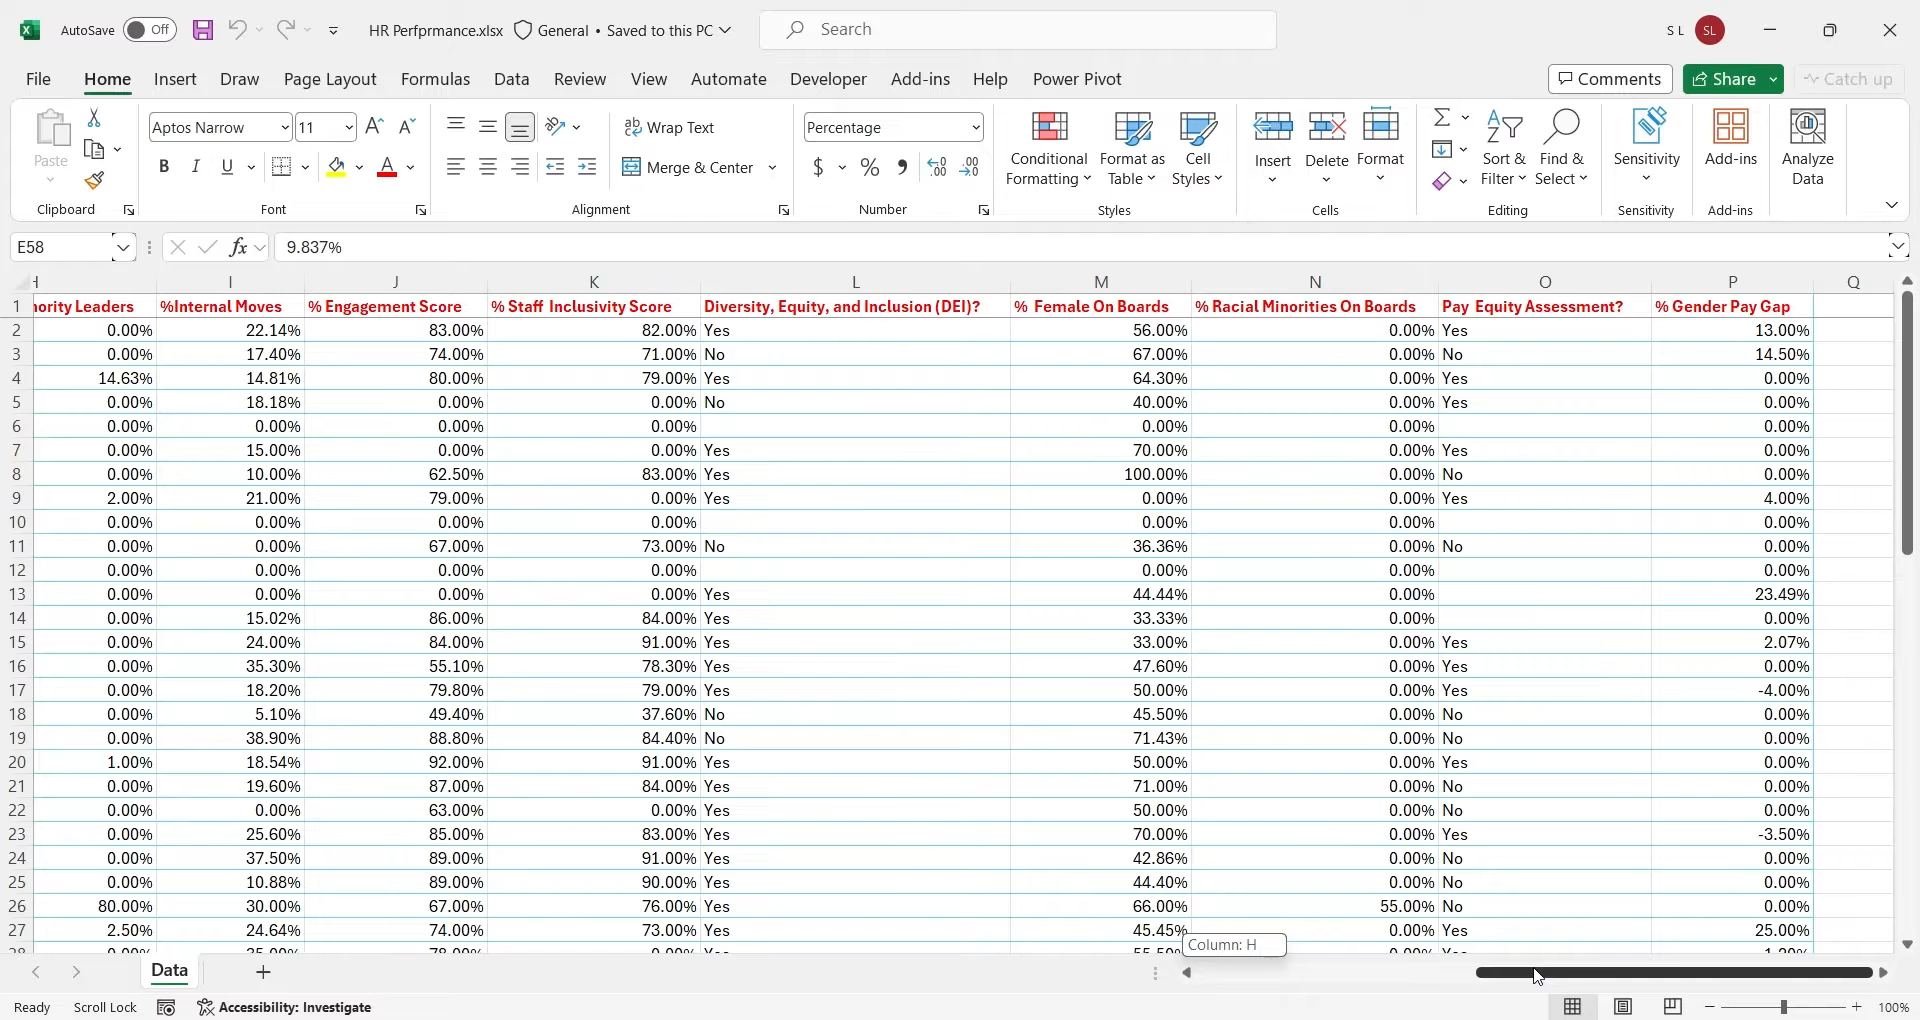 AutoSave Off HR Perfprmance.xlsx General • Saved to this PC Search S L SL
File Home Insert Draw Page Layout Formulas Data Review View Automate Developer Add-ins Help Power Pivot Comments Share Catch up
Paste Aptos Narrow 11 Wrap Text Percentage Conditional Formatting Format as Table Cell Styles Insert Delete Format Sort & Filter Find & Select Sensitivity Add-ins Analyze Data
B I U Merge & Center $ % 9
Clipboard Font Alignment Number Styles Cells Editing Sensitivity Add-ins
E58 fx 9.837%
H I J K L M N O P Q
1 ority Leaders %Internal Moves % Engagement Score % Staff Inclusivity Score Diversity, Equity, and Inclusion (DEI)? % Female On Boards % Racial Minorities On Boards Pay Equity Assessment? % Gender Pay Gap
2 0.00% 22.14% 83.00% 82.00% Yes 56.00% 0.00% Yes 13.00%
3 0.00% 17.40% 74.00% 71.00% No 67.00% 0.00% No 14.50%
4 14.63% 14.81% 80.00% 79.00% Yes 64.30% 0.00% Yes 0.00%
5 0.00% 18.18% 0.00% 0.00% No 40.00% 0.00% Yes 0.00%
6 0.00% 0.00% 0.00% 0.00% 0.00% 0.00% 0.00%
7 0.00% 15.00% 0.00% 0.00% Yes 70.00% 0.00% Yes 0.00%
8 0.00% 10.00% 62.50% 83.00% Yes 100.00% 0.00% No 0.00%
9 2.00% 21.00% 79.00% 0.00% Yes 0.00% 0.00% Yes 4.00%
10 0.00% 0.00% 0.00% 0.00% 0.00% 0.00% 0.00%
11 0.00% 0.00% 67.00% 73.00% No 36.36% 0.00% No 0.00%
12 0.00% 0.00% 0.00% 0.00% 0.00% 0.00% 0.00%
13 0.00% 0.00% 0.00% 0.00% Yes 44.44% 0.00% 23.49%
14 0.00% 15.02% 86.00% 84.00% Yes 33.33% 0.00% 0.00%
15 0.00% 24.00% 84.00% 91.00% Yes 33.00% 0.00% Yes 2.07%
16 0.00% 35.30% 55.10% 78.30% Yes 47.60% 0.00% Yes 0.00%
17 0.00% 18.20% 79.80% 79.00% Yes 50.00% 0.00% Yes -4.00%
18 0.00% 5.10% 49.40% 37.60% No 45.50% 0.00% No 0.00%
19 0.00% 38.90% 88.80% 84.40% No 71.43% 0.00% No 0.00%
20 1.00% 18.54% 92.00% 91.00% Yes 50.00% 0.00% Yes 0.00%
21 0.00% 19.60% 87.00% 84.00% Yes 71.00% 0.00% No 0.00%
22 0.00% 0.00% 63.00% 0.00% Yes 50.00% 0.00% No 0.00%
23 0.00% 25.60% 85.00% 83.00% Yes 70.00% 0.00% Yes -3.50%
24 0.00% 37.50% 89.00% 91.00% Yes 42.86% 0.00% No 0.00%
25 0.00% 10.88% 89.00% 90.00% Yes 44.40% 0.00% No 0.00%
26 80.00% 30.00% 67.00% 76.00% Yes 66.00% 55.00% No 0.00%
27 2.50% 24.64% 74.00% 73.00% Yes 45.45% 0.00% Yes 25.00%
Column: H
Data
Ready Scroll Lock Accessibility: Investigate 100%